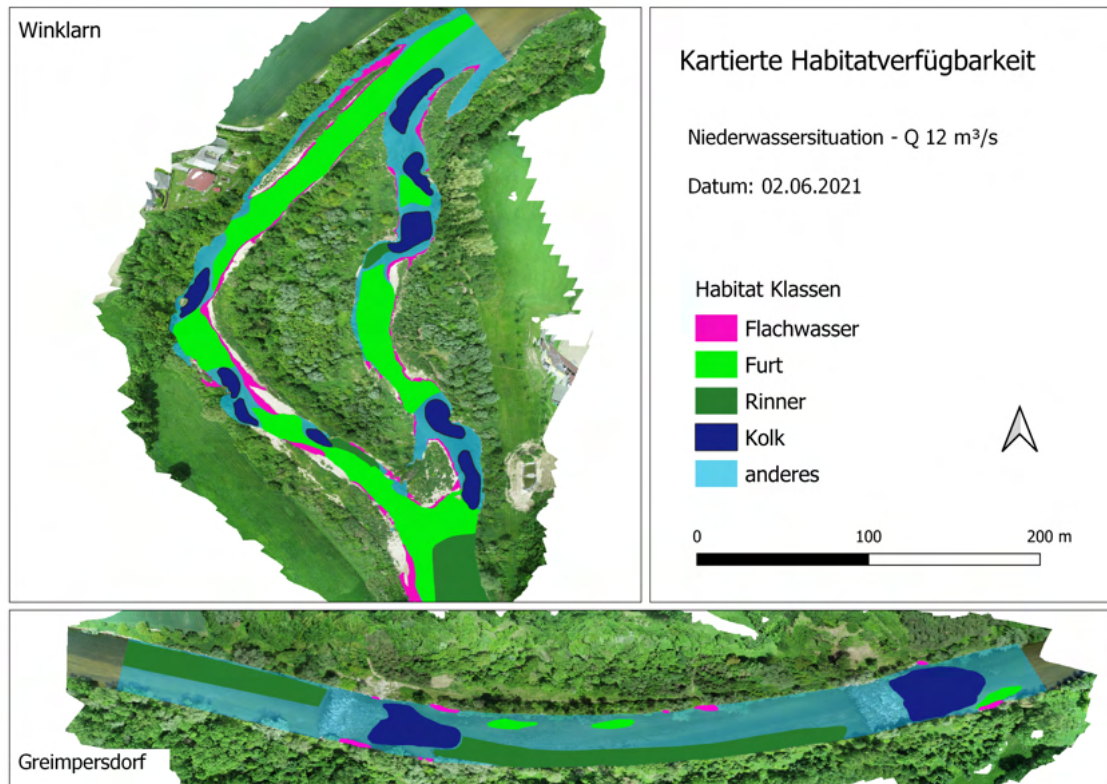 Winklarn
Kartierte Habitatverfügbarkeit
Niederwassersituation - Q 12 m³/s
Datum: 02.06.2021
Habitat Klassen
Flachwasser
Furt
Rinner
Kolk
anderes
0 100 200 m
Greimpersdorf